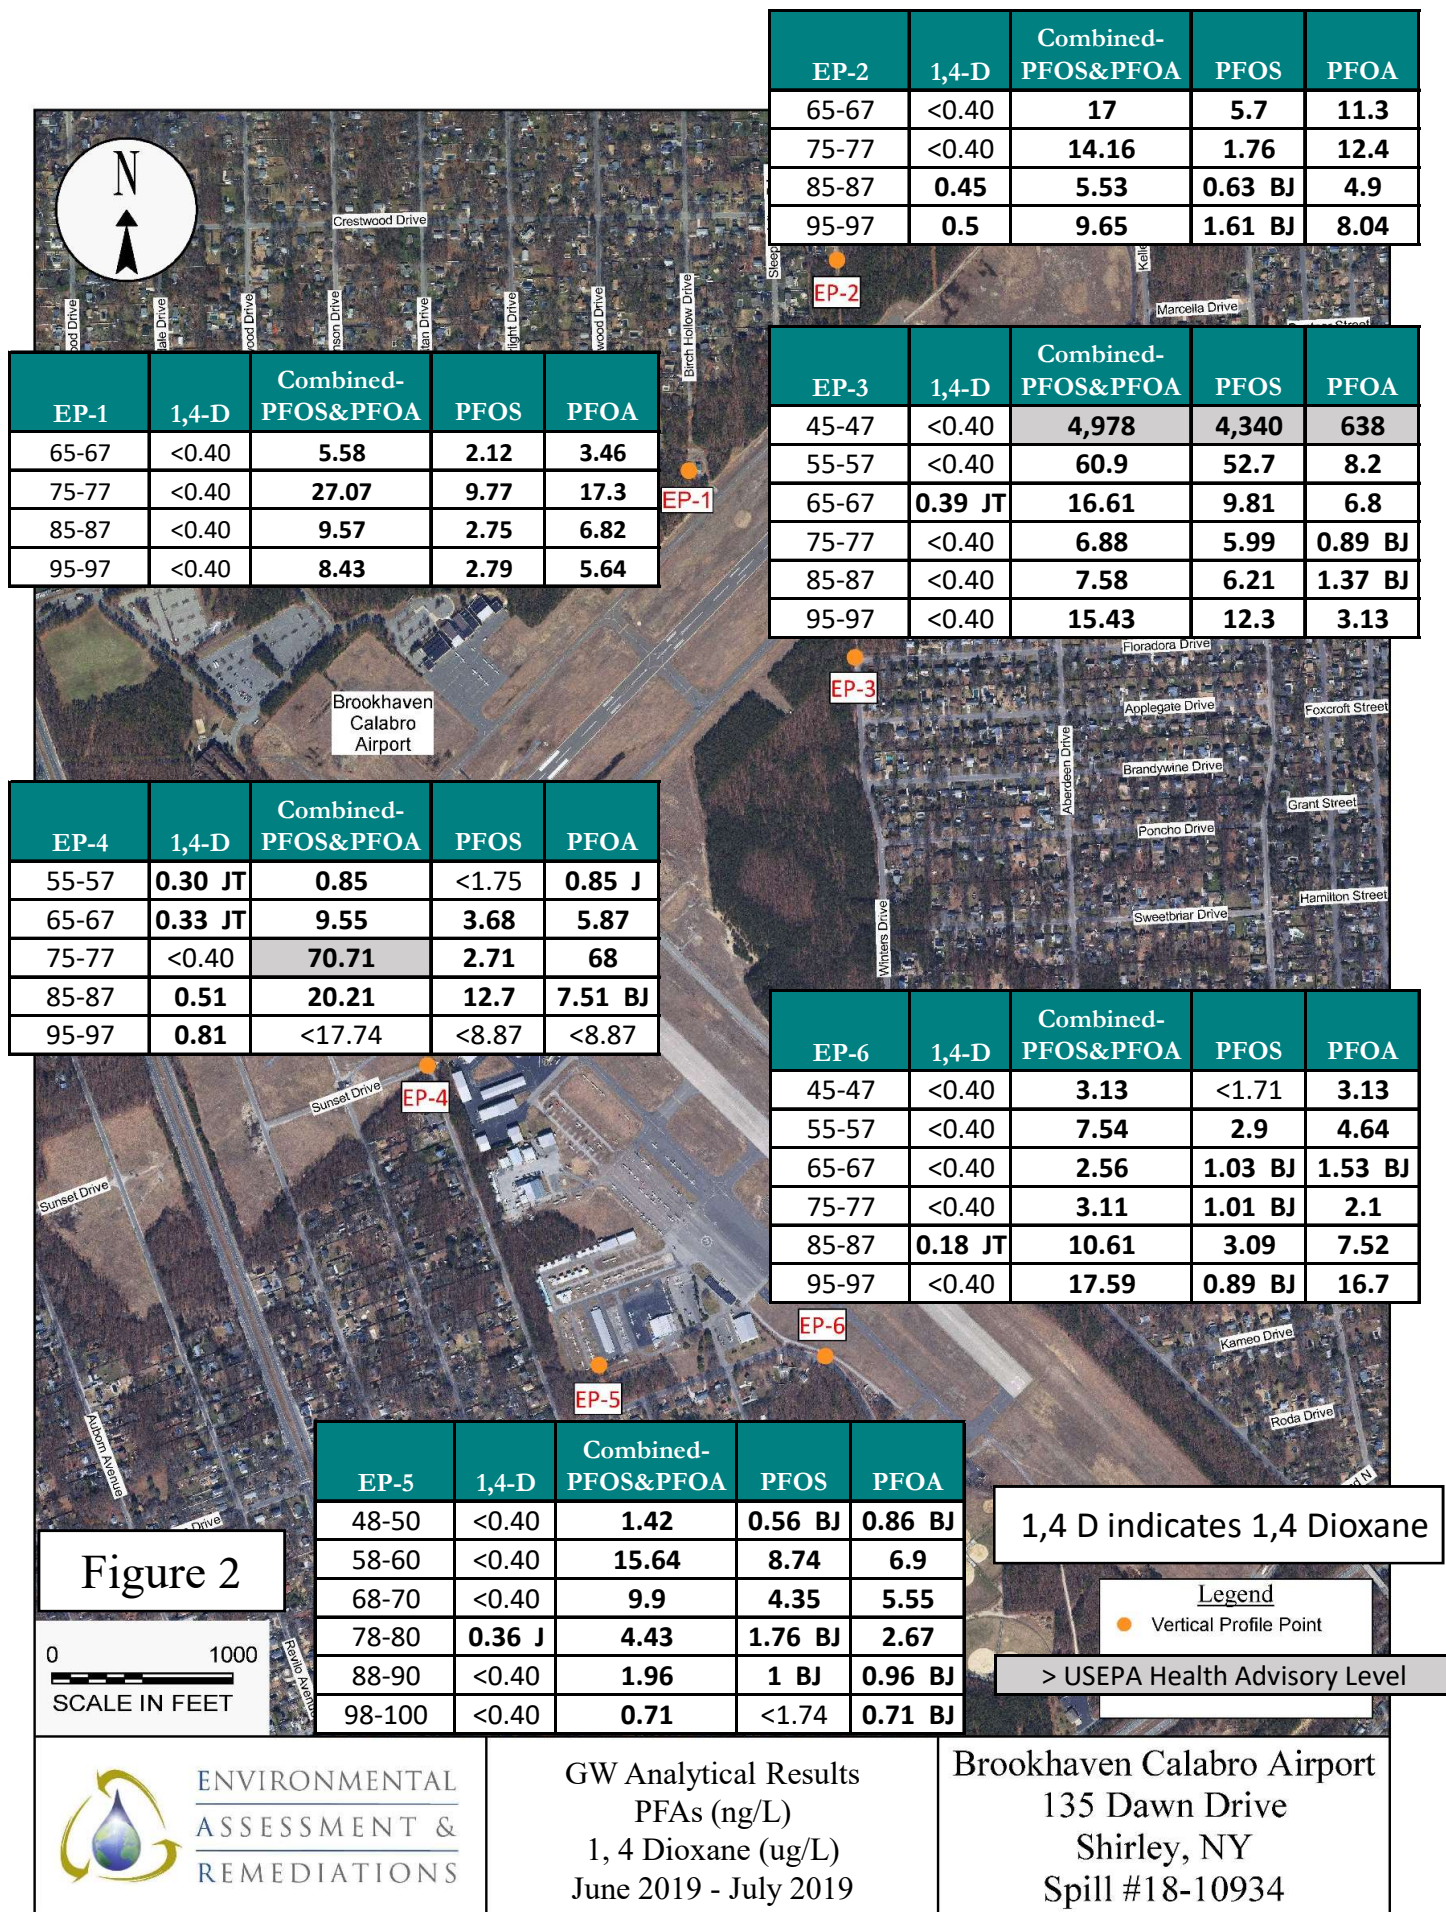 EP-2 1,4-D Combined-PFOS&PFOA PFOS PFOA
65-67 <0.40 17 5.7 11.3
75-77 <0.40 14.16 1.76 12.4
85-87 0.45 5.53 0.63 BJ 4.9
95-97 0.5 9.65 1.61 BJ 8.04
N
Crestwood Drive
Birch Hollow Drive
EP-2
Marcella Drive
EP-1 1,4-D Combined-PFOS&PFOA PFOS PFOA
65-67 <0.40 5.58 2.12 3.46
75-77 <0.40 27.07 9.77 17.3
85-87 <0.40 9.57 2.75 6.82
95-97 <0.40 8.43 2.79 5.64
EP-1
EP-3 1,4-D Combined-PFOS&PFOA PFOS PFOA
45-47 <0.40 4,978 4,340 638
55-57 <0.40 60.9 52.7 8.2
65-67 0.39 JT 16.61 9.81 6.8
75-77 <0.40 6.88 5.99 0.89 BJ
85-87 <0.40 7.58 6.21 1.37 BJ
95-97 <0.40 15.43 12.3 3.13
Floradora Drive
EP-3
Brookhaven
Calabro
Airport
Applegate Drive
Foxcroft Street
Aberdeen Drive
Brandywine Drive
Grant Street
Poncho Drive
Hamilton Street
Sweetbriar Drive
Winters Drive
EP-4 1,4-D Combined-PFOS&PFOA PFOS PFOA
55-57 0.30 JT 0.85 <1.75 0.85 J
65-67 0.33 JT 9.55 3.68 5.87
75-77 <0.40 70.71 2.71 68
85-87 0.51 20.21 12.7 7.51 BJ
95-97 0.81 <17.74 <8.87 <8.87
EP-4
Sunset Drive
Sunset Drive
EP-6 1,4-D Combined-PFOS&PFOA PFOS PFOA
45-47 <0.40 3.13 <1.71 3.13
55-57 <0.40 7.54 2.9 4.64
65-67 <0.40 2.56 1.03 BJ 1.53 BJ
75-77 <0.40 3.11 1.01 BJ 2.1
85-87 0.18 JT 10.61 3.09 7.52
95-97 <0.40 17.59 0.89 BJ 16.7
EP-6
Kameo Drive
EP-5
Roda Drive
Auborn Avenue
EP-5 1,4-D Combined-PFOS&PFOA PFOS PFOA
48-50 <0.40 1.42 0.56 BJ 0.86 BJ
58-60 <0.40 15.64 8.74 6.9
68-70 <0.40 9.9 4.35 5.55
78-80 0.36 J 4.43 1.76 BJ 2.67
88-90 <0.40 1.96 1 BJ 0.96 BJ
98-100 <0.40 0.71 <1.74 0.71 BJ
1,4 D indicates 1,4 Dioxane
Figure 2
Legend
Vertical Profile Point
> USEPA Health Advisory Level
0 1000
SCALE IN FEET
Revilo Avenue
ENVIRONMENTAL
ASSESSMENT &
REMEDIATIONS
GW Analytical Results
PFAs (ng/L)
1, 4 Dioxane (ug/L)
June 2019 - July 2019
Brookhaven Calabro Airport
135 Dawn Drive
Shirley, NY
Spill #18-10934